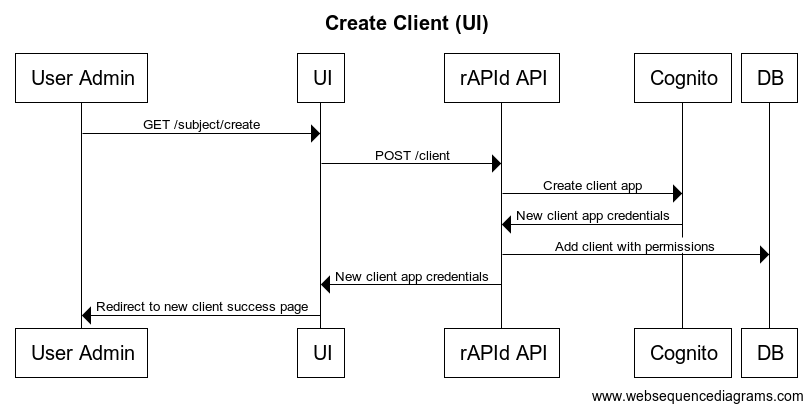 Create Client (UI)
User Admin
UI
rAPId API
Cognito
DB
GET /subject/create
POST /client
Create client app
New client app credentials
Add client with permissions
New client app credentials
Redirect to new client success page
User Admin
UI
rAPId API
Cognito
DB
www.websequencediagrams.com